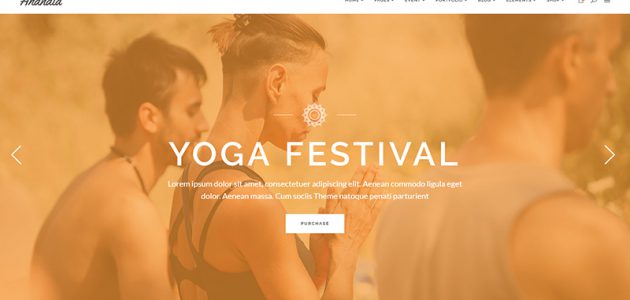 Ananda
HOME PAGES EVENT PORTFOLIO BLOG ELEMENTS SHOP
YOGA FESTIVAL
Lorem ipsum dolor sit amet, consectetuer adipiscing elit. Aenean commodo ligula eget
dolor. Aenean massa. Cum sociis Theme natoque penati parturient
PURCHASE